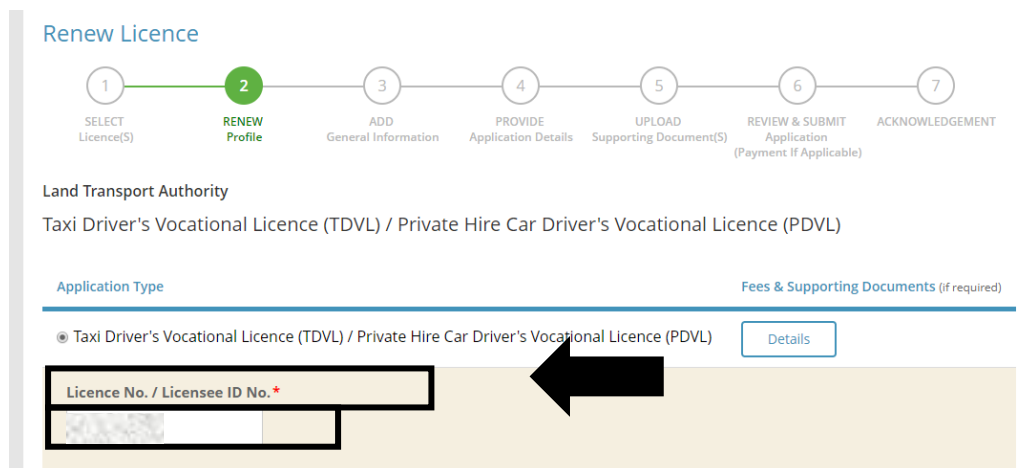 Renew Licence
1 2 3 4 5 6 7
SELECT
Licence(S)
RENEW
Profile
ADD
General Information
PROVIDE
Application Details
UPLOAD
Supporting Document(S)
REVIEW & SUBMIT
Application
(Payment If Applicable)
ACKNOWLEDGEMENT
Land Transport Authority
Taxi Driver's Vocational Licence (TDVL) / Private Hire Car Driver's Vocational Licence (PDVL)
Application Type
Fees & Supporting Documents (if required)
Taxi Driver's Vocational Licence (TDVL) / Private Hire Car Driver's Vocational Licence (PDVL)
Details
Licence No. / Licensee ID No.*